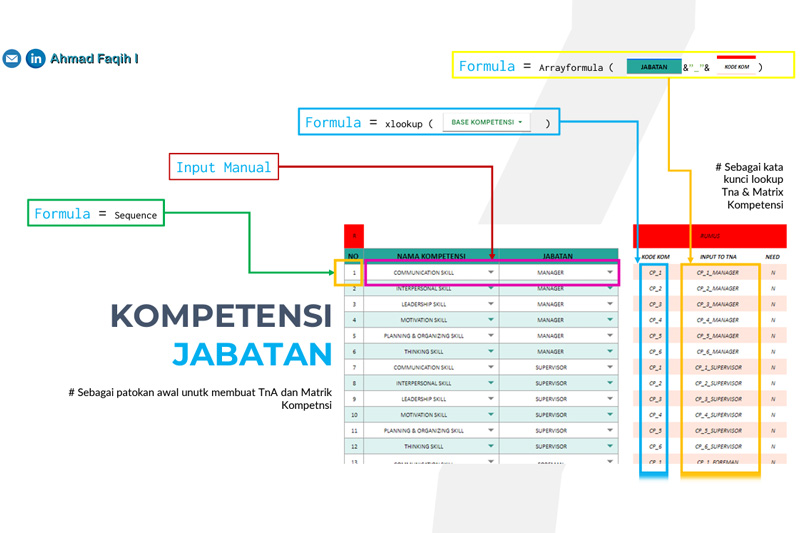 Ahmad Faqih I
Formula = Arrayformula ( JABATAN &"_"& KODE KOM )
Formula = xlookup ( BASE KOMPETENSI )
Input Manual
# Sebagai kata
kunci lookup
Tna & Matrix
Kompetensi
Formula = Sequence
RUMUS
NO NAMA KOMPETENSI JABATAN KODE KOM INPUT TO TNA NEED
1 COMMUNICATION SKILL MANAGER CP_1 CP_1_MANAGER N
2 INTERPERSONAL SKILL MANAGER CP_2 CP_2_MANAGER N
3 LEADERSHIP SKILL MANAGER CP_3 CP_3_MANAGER N
4 MOTIVATION SKILL MANAGER CP_4 CP_4_MANAGER N
5 PLANNING & ORGANIZING SKILL MANAGER CP_5 CP_5_MANAGER N
6 THINKING SKILL MANAGER CP_6 CP_6_MANAGER N
7 COMMUNICATION SKILL SUPERVISOR CP_1 CP_1_SUPERVISOR N
8 INTERPERSONAL SKILL SUPERVISOR CP_2 CP_2_SUPERVISOR N
9 LEADERSHIP SKILL SUPERVISOR CP_3 CP_3_SUPERVISOR N
10 MOTIVATION SKILL SUPERVISOR CP_4 CP_4_SUPERVISOR N
11 PLANNING & ORGANIZING SKILL SUPERVISOR CP_5 CP_5_SUPERVISOR N
12 THINKING SKILL SUPERVISOR CP_6 CP_6_SUPERVISOR N
13 COMMUNICATION SKILL FOREMAN CP_1 CP_1_FOREMAN N
KOMPETENSI
JABATAN
# Sebagai patokan awal unutk membuat TnA dan Matrik
Kompetnsi